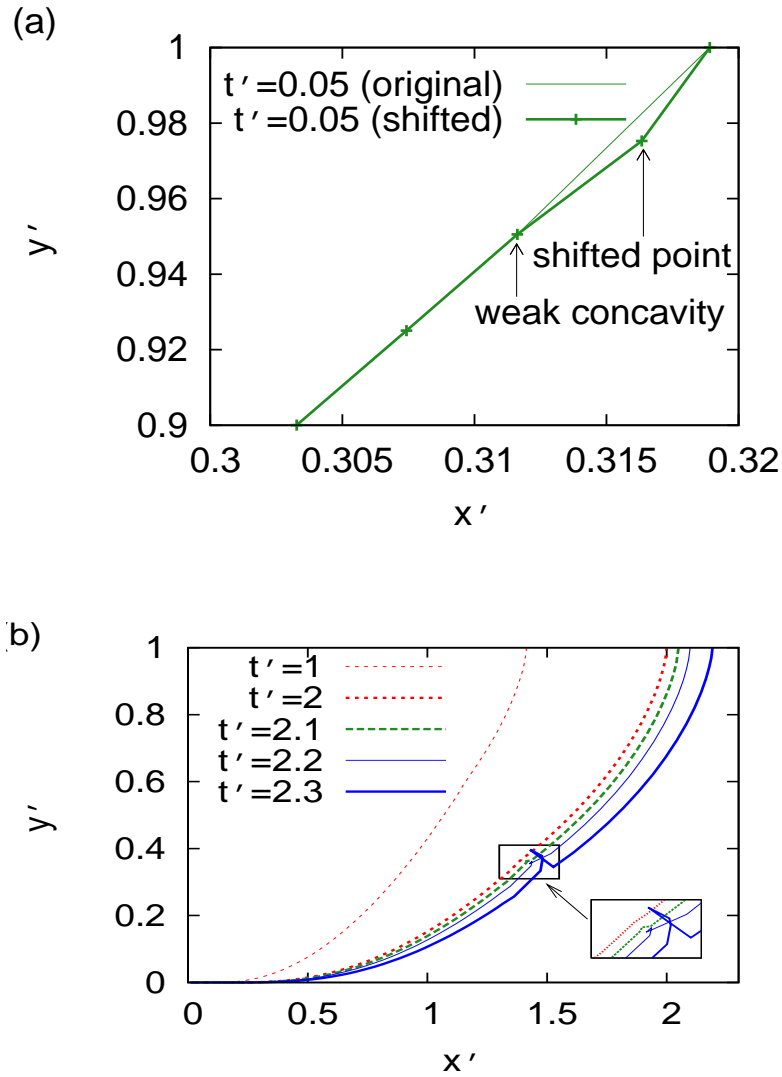 (a)
1
0.98
0.96
0.94
0.92
0.9
y′
t′=0.05 (original)
t′=0.05 (shifted)
shifted point
weak concavity
0.3 0.305 0.31 0.315 0.32
x′
(b)
1
0.8
0.6
0.4
0.2
0
y′
t′=1
t′=2
t′=2.1
t′=2.2
t′=2.3
0 0.5 1 1.5 2
x′